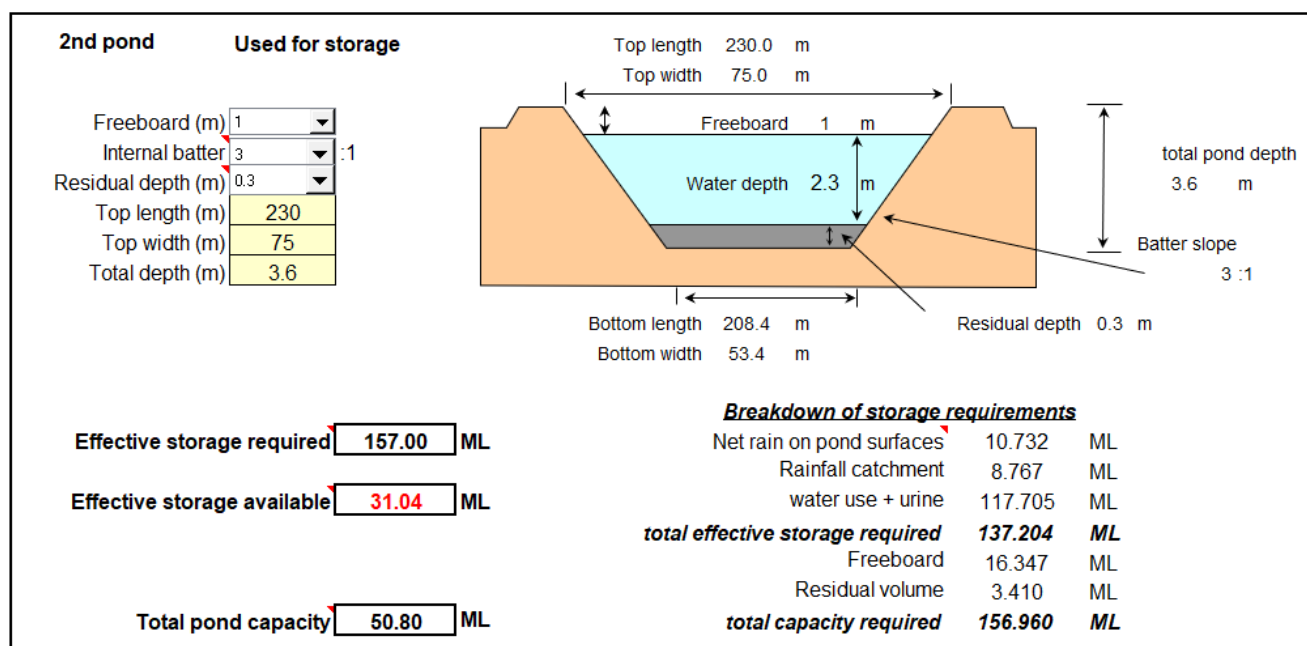 2nd pond Used for storage
Top length 230.0 m
Top width 75.0 m
Freeboard (m) 1
Internal batter 3 :1
Residual depth (m) 0.3
Top length (m) 230
Top width (m) 75
Total depth (m) 3.6
Freeboard 1 m
Water depth 2.3 m
total pond depth
3.6 m
Batter slope
3 :1
Bottom length 208.4 m
Bottom width 53.4 m
Residual depth 0.3 m
Effective storage required 157.00 ML
Effective storage available 31.04 ML
Total pond capacity 50.80 ML
Breakdown of storage requirements
Net rain on pond surfaces 10.732 ML
Rainfall catchment 8.767 ML
water use + urine 117.705 ML
total effective storage required 137.204 ML
Freeboard 16.347 ML
Residual volume 3.410 ML
total capacity required 156.960 ML